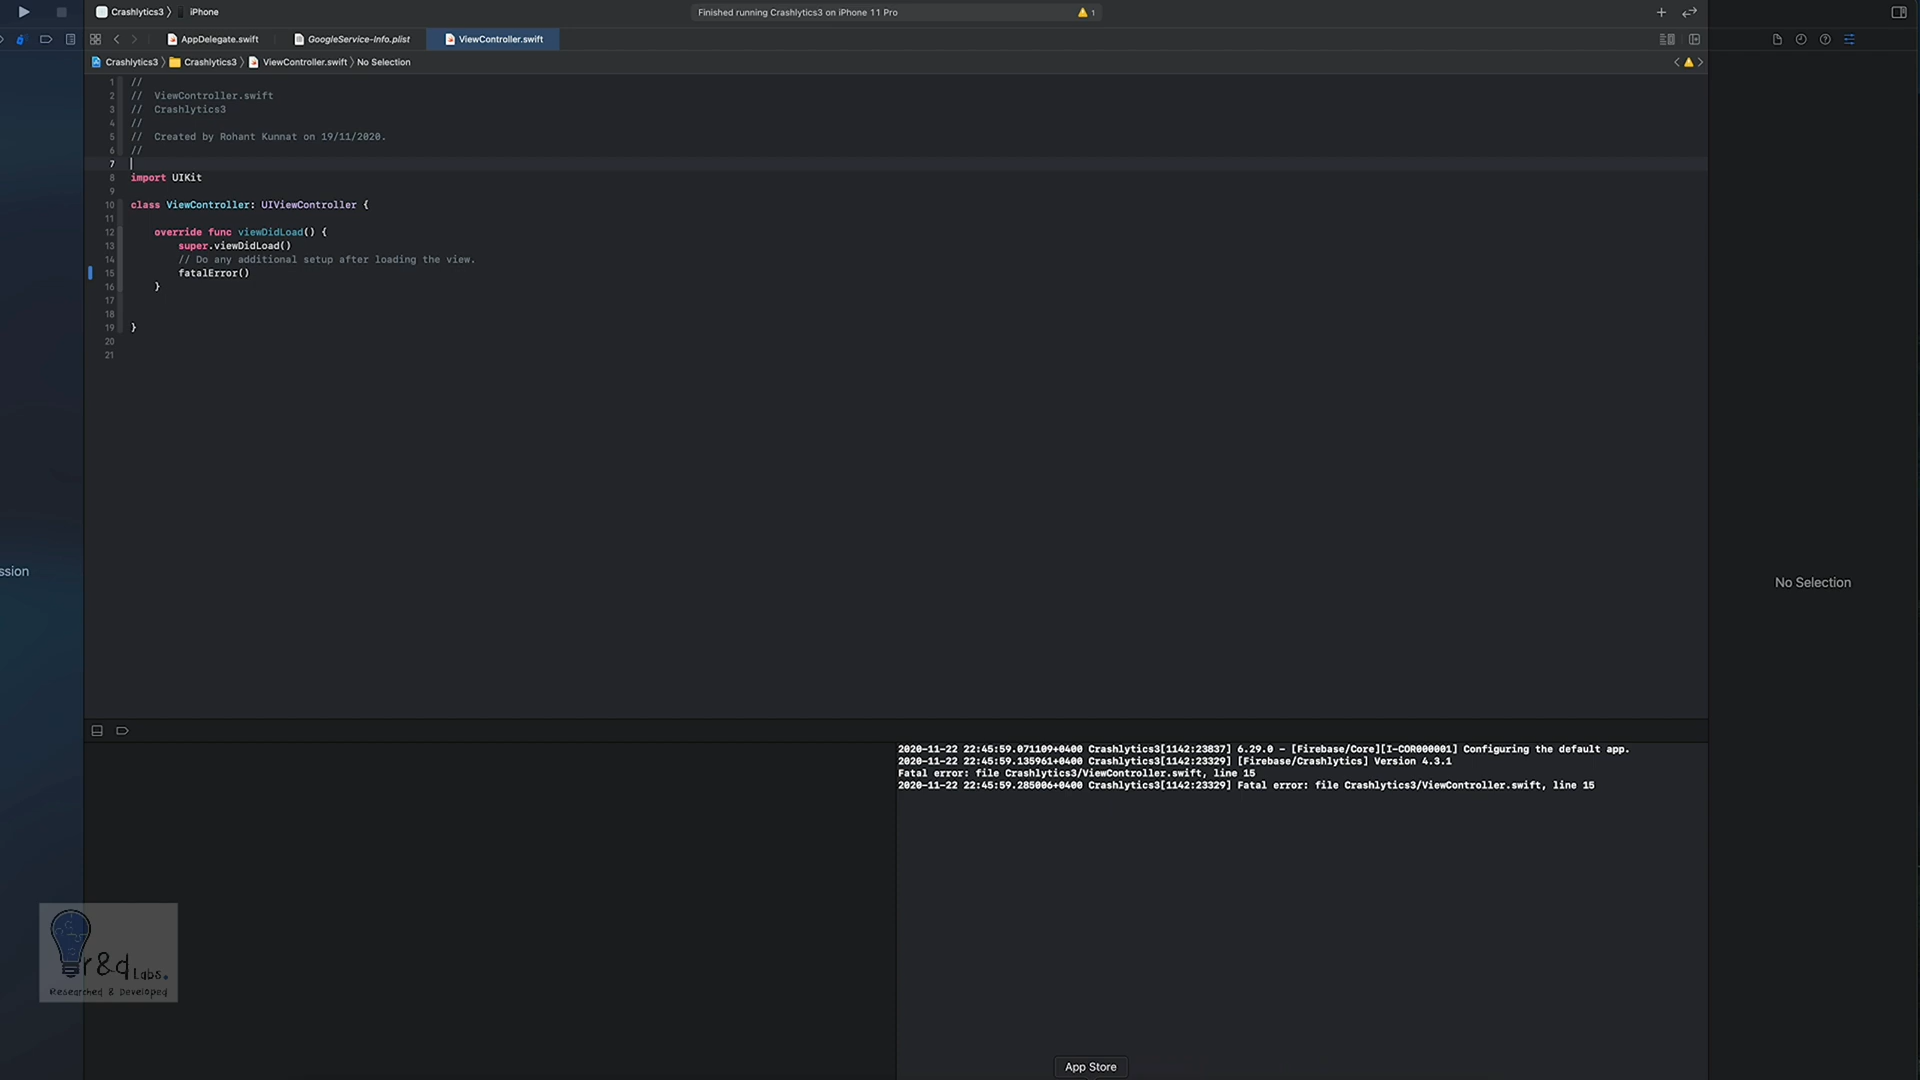 Crashlytics3 〉 iPhone
Finished running Crashlytics3 on iPhone 11 Pro
1
AppDelegate.swift
GoogleService-Info.plist
ViewController.swift
Crashlytics3 〉 Crashlytics3 〉 ViewController.swift 〉 No Selection
1 //
2 //  ViewController.swift
3 //  Crashlytics3
4 //
5 //  Created by Rohant Kunnat on 19/11/2020.
6 //
7
8 import UIKit
9
10 class ViewController: UIViewController {
11
12     override func viewDidLoad() {
13         super.viewDidLoad()
14         // Do any additional setup after loading the view.
15         fatalError()
16     }
17
18
19 }
20
21
ssion
No Selection
2020-11-22 22:45:59.071109+0400 Crashlytics3[1142:23837] 6.29.0 - [Firebase/Core][I-COR000001] Configuring the default app.
2020-11-22 22:45:59.135961+0400 Crashlytics3[1142:23329] [Firebase/Crashlytics] Version 4.3.1
Fatal error: file Crashlytics3/ViewController.swift, line 15
2020-11-22 22:45:59.285006+0400 Crashlytics3[1142:23329] Fatal error: file Crashlytics3/ViewController.swift, line 15
r&d Labs.
Researched & Developed
App Store